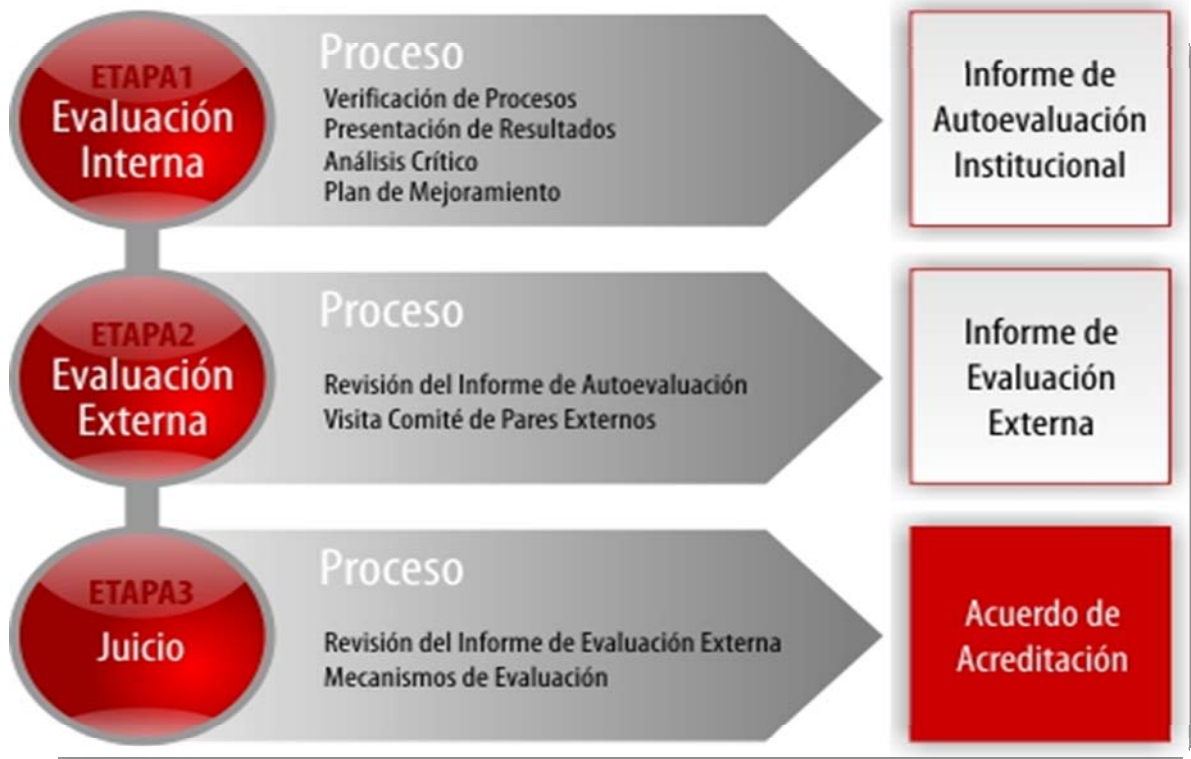 ETAPA1
Evaluación
Interna
Proceso
Verificación de Procesos
Presentación de Resultados
Análisis Crítico
Plan de Mejoramiento
Informe de
Autoevaluación
Institucional
ETAPA2
Evaluación
Externa
Proceso
Revisión del Informe de Autoevaluación
Visita Comité de Pares Externos
Informe de
Evaluación
Externa
ETAPA3
Juicio
Proceso
Revisión del Informe de Evaluación Externa
Mecanismos de Evaluación
Acuerdo de
Acreditación